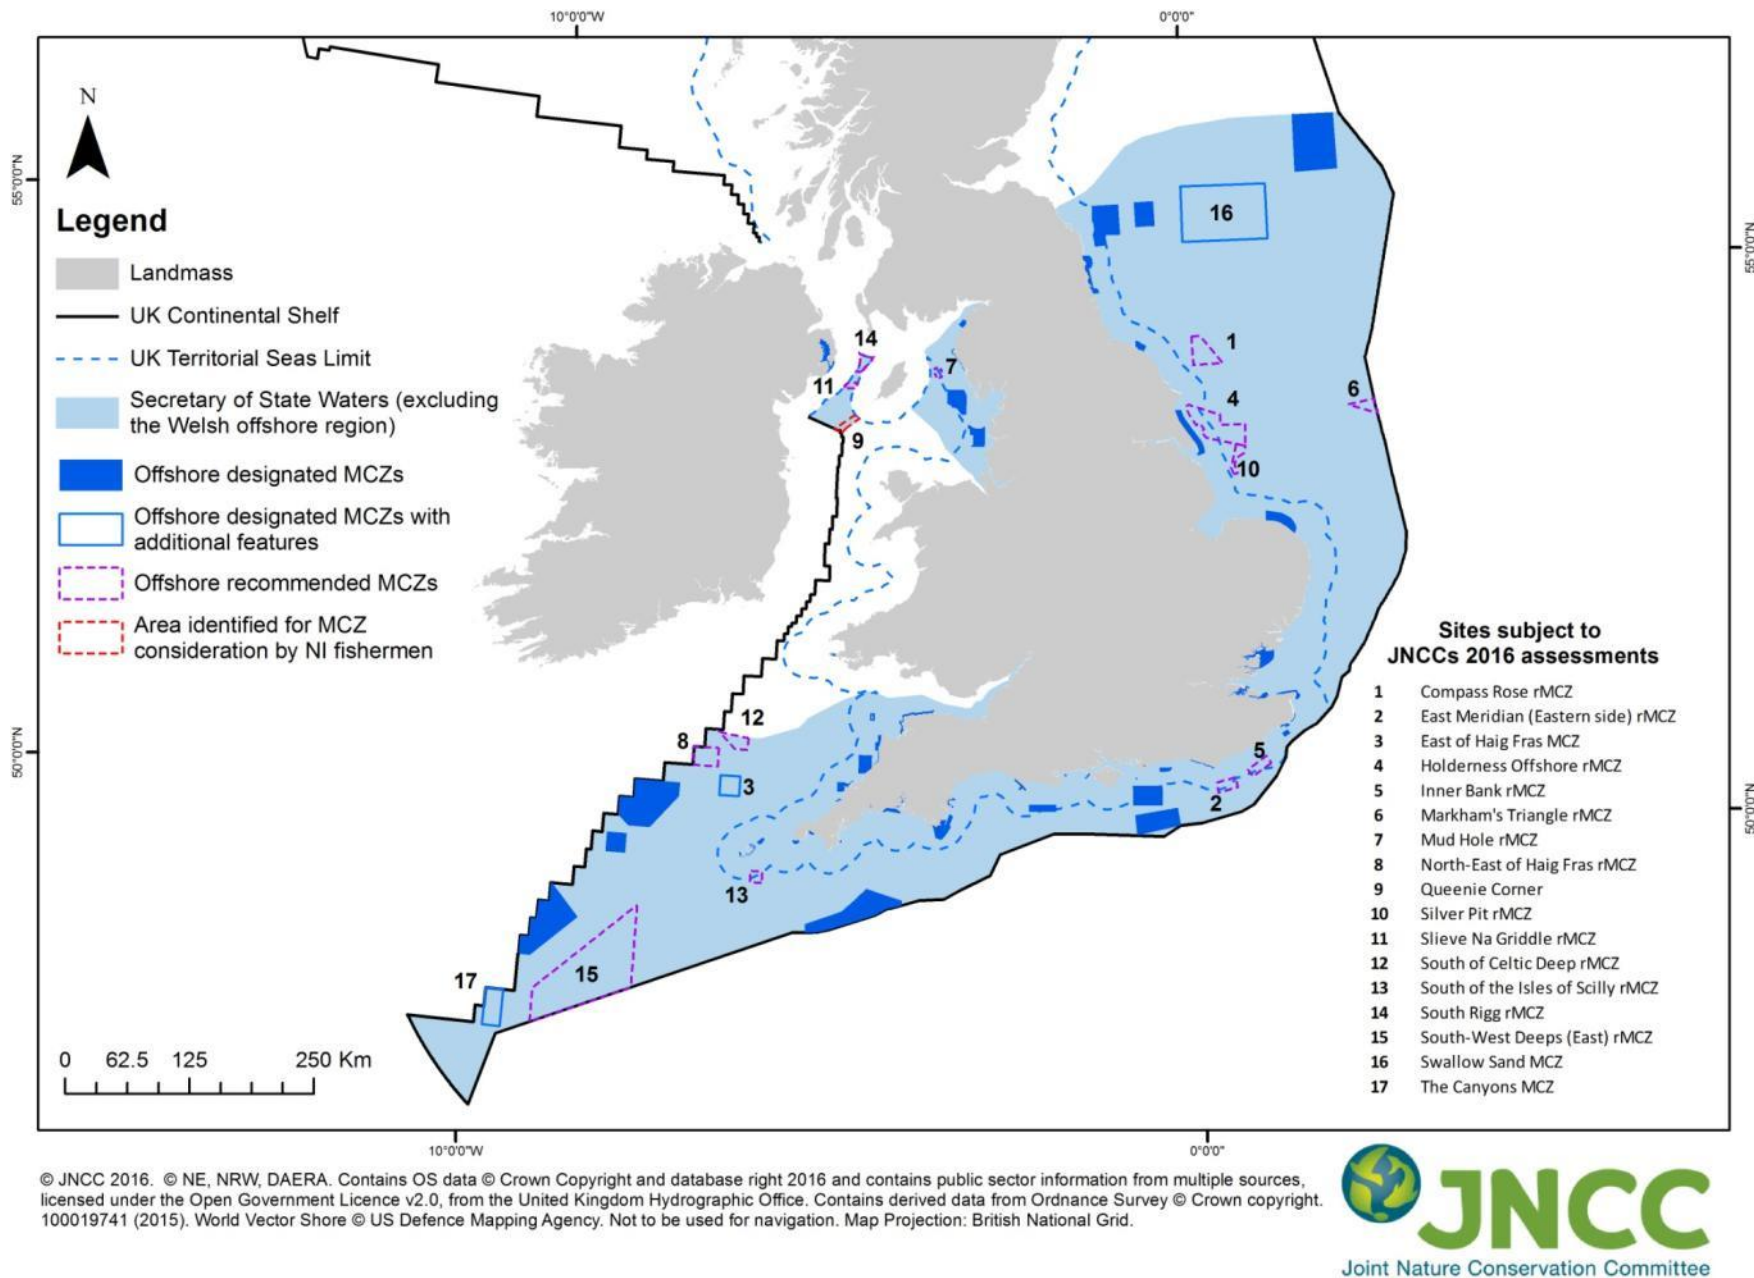 10°0'0"W
0°0'0"
N
55°0'0"N
55°0'0"N
50°0'0"N
50°0'0"N
Legend
Landmass
UK Continental Shelf
UK Territorial Seas Limit
Secretary of State Waters (excluding
the Welsh offshore region)
Offshore designated MCZs
Offshore designated MCZs with
additional features
Offshore recommended MCZs
Area identified for MCZ
consideration by NI fishermen
16
14
1
7
11
6
4
9
10
12
8
5
3
2
13
15
17
Sites subject to
JNCCs 2016 assessments
1 Compass Rose rMCZ
2 East Meridian (Eastern side) rMCZ
3 East of Haig Fras MCZ
4 Holderness Offshore rMCZ
5 Inner Bank rMCZ
6 Markham's Triangle rMCZ
7 Mud Hole rMCZ
8 North-East of Haig Fras rMCZ
9 Queenie Corner
10 Silver Pit rMCZ
11 Slieve Na Griddle rMCZ
12 South of Celtic Deep rMCZ
13 South of the Isles of Scilly rMCZ
14 South Rigg rMCZ
15 South-West Deeps (East) rMCZ
16 Swallow Sand MCZ
17 The Canyons MCZ
0 62.5 125 250 Km
10°0'0"W
0°0'0"
© JNCC 2016. © NE, NRW, DAERA. Contains OS data © Crown Copyright and database right 2016 and contains public sector information from multiple sources,
licensed under the Open Government Licence v2.0, from the United Kingdom Hydrographic Office. Contains derived data from Ordnance Survey © Crown copyright.
100019741 (2015). World Vector Shore © US Defence Mapping Agency. Not to be used for navigation. Map Projection: British National Grid.
JNCC
Joint Nature Conservation Committee